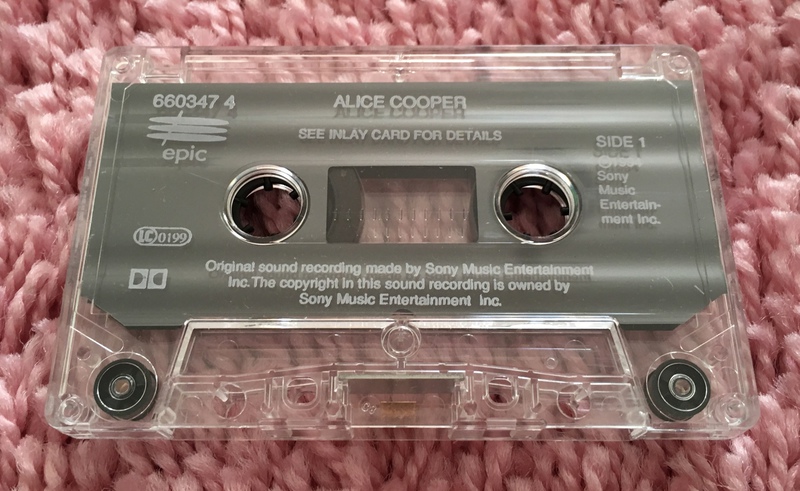 660347 4
ALICE COOPER
SEE INLAY CARD FOR DETAILS
epic
SIDE 1
Sony
Music
Entertain-
ment Inc.
LC 0199
Original sound recording made by Sony Music Entertainment
Inc. The copyright in this sound recording is owned by
Sony Music Entertainment Inc.